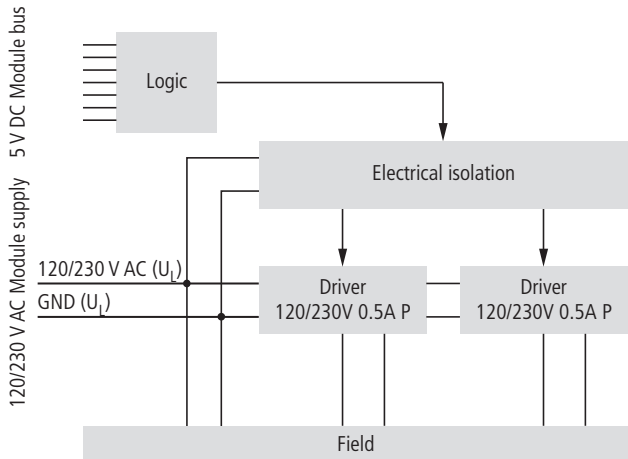 5 V DC Module bus
Logic
Electrical isolation
120/230 V AC Module supply
120/230 V AC (UL)
GND (UL)
Driver
120/230V 0.5A P
Driver
120/230V 0.5A P
Field